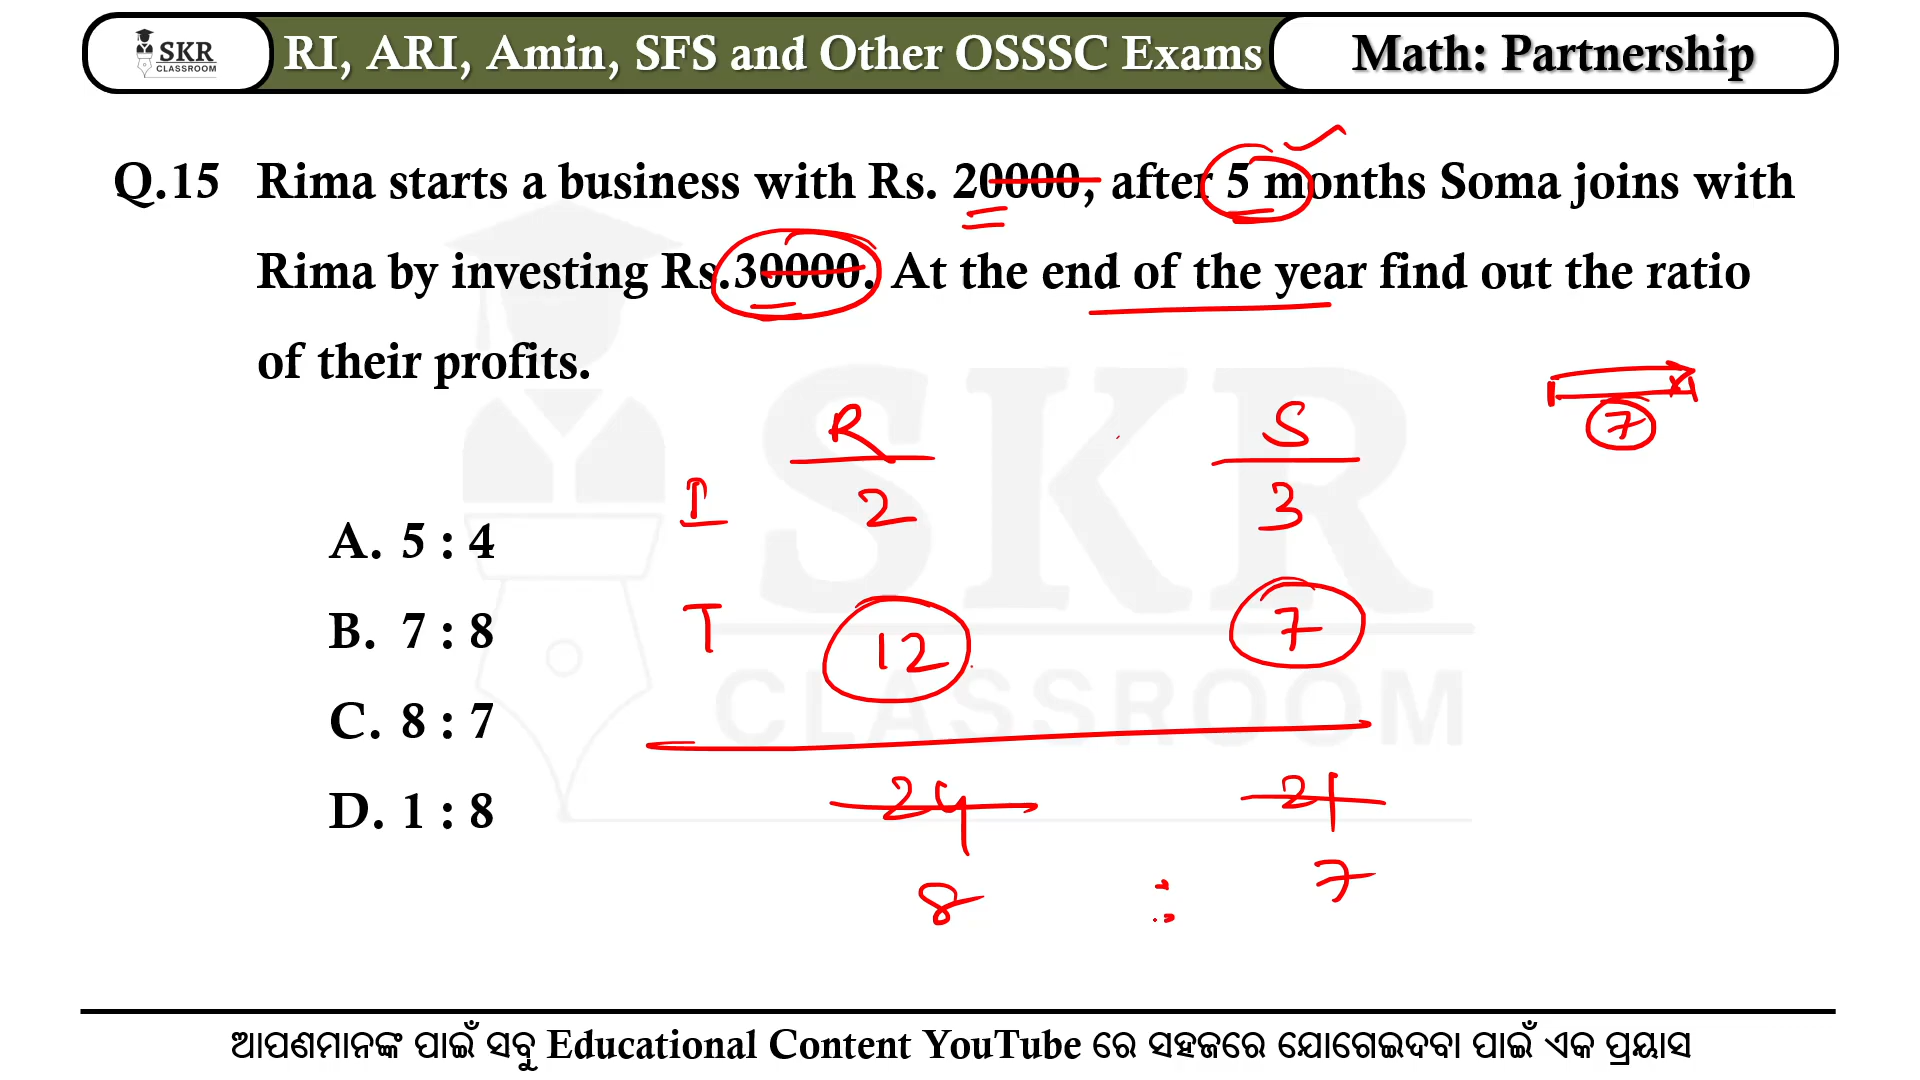 SKR
CLASSROOM
RI, ARI, Amin, SFS and Other OSSSC Exams
Math: Partnership
Q.15 Rima starts a business with Rs. 20000, after 5 months Soma joins with
Rima by investing Rs.30000. At the end of the year find out the ratio
of their profits.
7
R S
I 2 3
A. 5 : 4
B. 7 : 8
T 12 7
C. 8 : 7
D. 1 : 8
24 21
8 : 7
SKR
CLASSROOM
ଆପଣମାନଙ୍କ ପାଇଁ ସବୁ Educational Content YouTube ରେ ସହଜରେ ଯୋଗେଇଦବା ପାଇଁ ଏକ ପ୍ରୟାସ